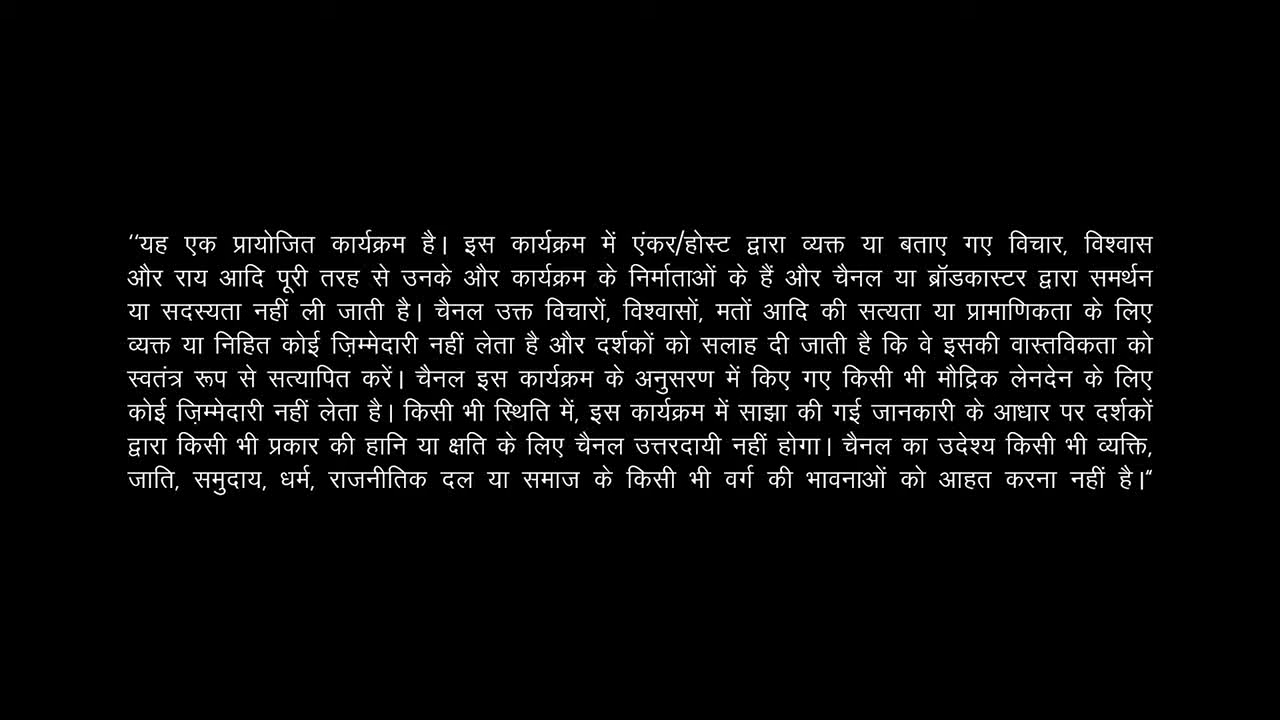 ‘‘यह एक प्रायोजित कार्यक्रम है। इस कार्यक्रम में एंकर/होस्ट द्वारा व्यक्त या बताए गए विचार, विश्वास
और राय आदि पूरी तरह से उनके और कार्यक्रम के निर्माताओं के हैं और चैनल या ब्रॉडकास्टर द्वारा समर्थन
या सदस्यता नहीं ली जाती है। चैनल उक्त विचारों, विश्वासों, मतों आदि की सत्यता या प्रामाणिकता के लिए
व्यक्त या निहित कोई ज़िम्मेदारी नहीं लेता है और दर्शकों को सलाह दी जाती है कि वे इसकी वास्तविकता को
स्वतंत्र रूप से सत्यापित करें। चैनल इस कार्यक्रम के अनुसरण में किए गए किसी भी मौद्रिक लेनदेन के लिए
कोई ज़िम्मेदारी नहीं लेता है। किसी भी स्थिति में, इस कार्यक्रम में साझा की गई जानकारी के आधार पर दर्शकों
द्वारा किसी भी प्रकार की हानि या क्षति के लिए चैनल उत्तरदायी नहीं होगा। चैनल का उदेश्य किसी भी व्यक्ति,
जाति, समुदाय, धर्म, राजनीतिक दल या समाज के किसी भी वर्ग की भावनाओं को आहत करना नहीं है।‘‘